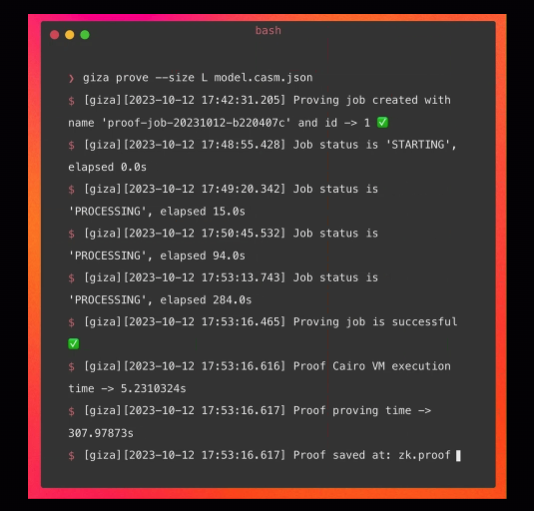 bash
❯ giza prove --size L model.casm.json
$ [giza][2023-10-12 17:42:31.205] Proving job created with
name 'proof-job-20231012-b220407c' and id -> 1 ✅
$ [giza][2023-10-12 17:48:55.428] Job status is 'STARTING',
elapsed 0.0s
$ [giza][2023-10-12 17:49:20.342] Job status is
'PROCESSING', elapsed 15.0s
$ [giza][2023-10-12 17:50:45.532] Job status is
'PROCESSING', elapsed 94.0s
$ [giza][2023-10-12 17:53:13.743] Job status is
'PROCESSING', elapsed 284.0s
$ [giza][2023-10-12 17:53:16.465] Proving job is successful
✅
$ [giza][2023-10-12 17:53:16.616] Proof Cairo VM execution
time -> 5.2310324s
$ [giza][2023-10-12 17:53:16.617] Proof proving time ->
307.97873s
$ [giza][2023-10-12 17:53:16.617] Proof saved at: zk.proof